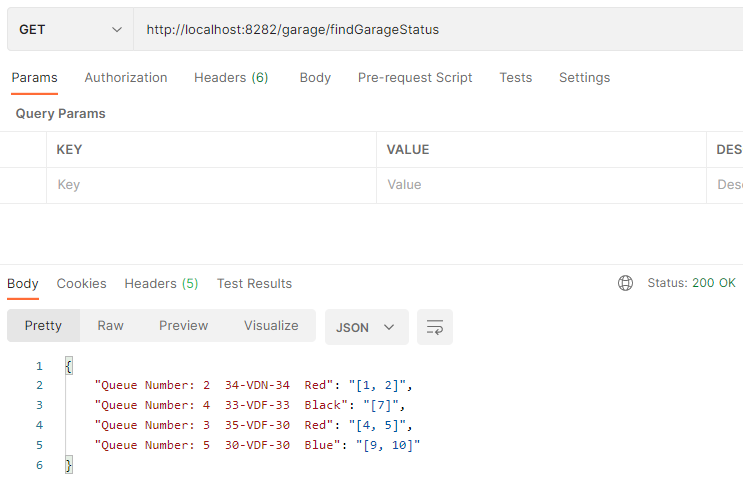 GET http://localhost:8282/garage/findGarageStatus
Params Authorization Headers (6) Body Pre-request Script Tests Settings
Query Params
KEY VALUE DES
Key Value Desc
Body Cookies Headers (5) Test Results Status: 200 OK
Pretty Raw Preview Visualize JSON
1 {
2 "Queue Number: 2  34-VDN-34  Red": "[1, 2]",
3 "Queue Number: 4  33-VDF-33  Black": "[7]",
4 "Queue Number: 3  35-VDF-30  Red": "[4, 5]",
5 "Queue Number: 5  30-VDF-30  Blue": "[9, 10]"
6 }